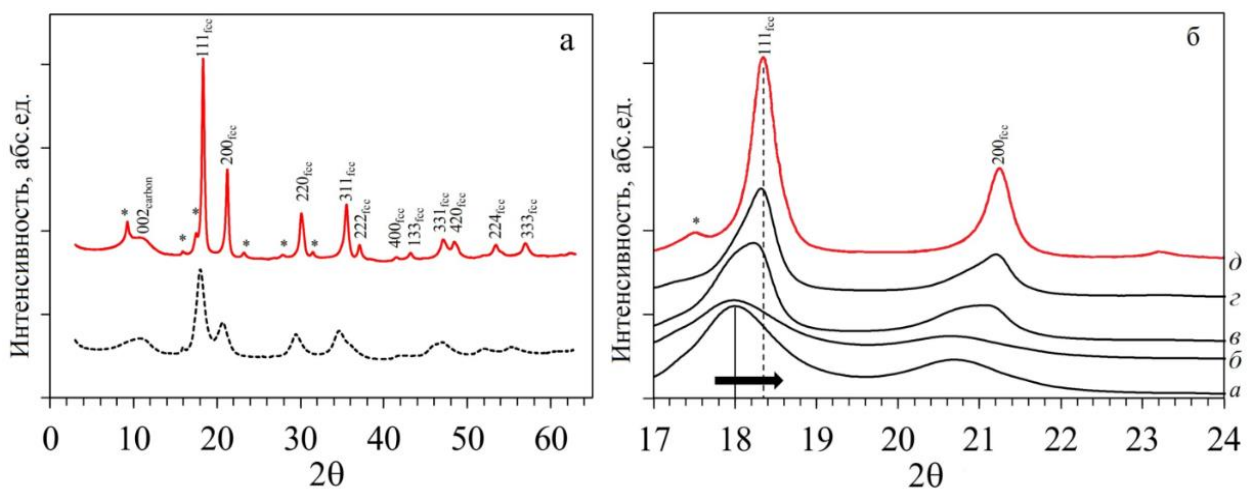 а
Интенсивность, абс.ед.
*
002carbon
*
*
111fcc
200fcc
*
*
220fcc
*
311fcc
222fcc
400fcc
133fcc
331fcc
420fcc
224fcc
333fcc
0 10 20 30 40 50 60
2θ
б
Интенсивность, абс.ед.
*
111fcc
200fcc
д
г
в
б
а
17 18 19 20 21 22 23 24
2θ